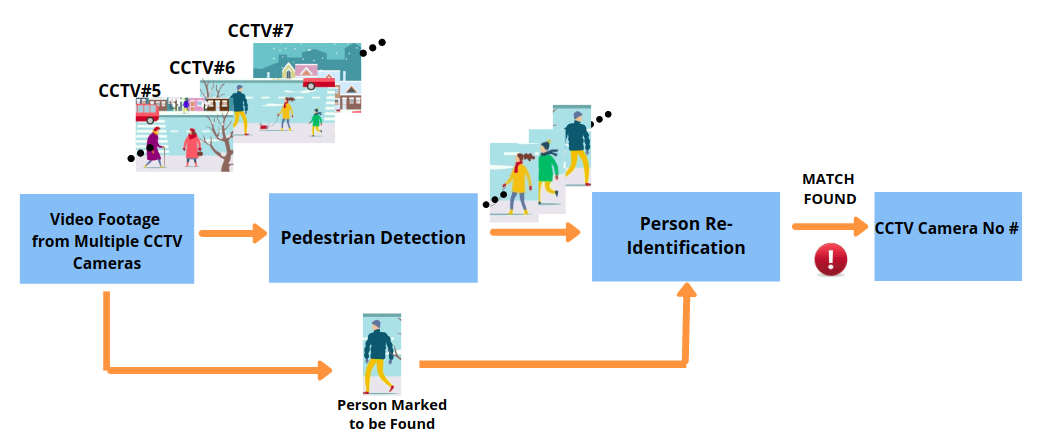 CCTV#7
CCTV#6
CCTV#5
Video Footage
from Multiple CCTV
Cameras
Pedestrian Detection
Person Re-
Identification
MATCH
FOUND
!
CCTV Camera No #
Person Marked
to be Found